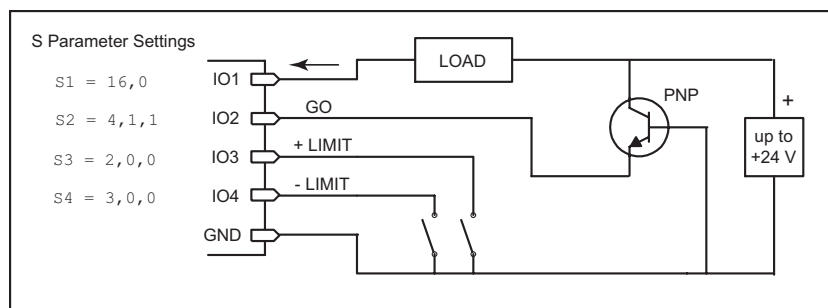 S Parameter Settings
S1 = 16,0
S2 = 4,1,1
S3 = 2,0,0
S4 = 3,0,0
IO1
IO2
IO3
IO4
GND
GO
+ LIMIT
- LIMIT
LOAD
PNP
+
up to
+24 V